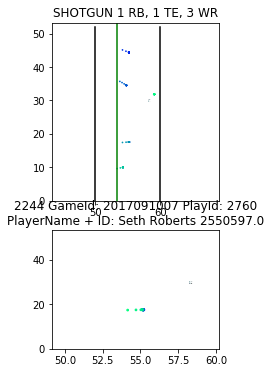 SHOTGUN 1 RB, 1 TE, 3 WR
50
40
30
20
10
0
50
60
2244 GameId: 2017091007 PlayId: 2760
PlayerName + ID: Seth Roberts 2550597.0
40
20
0
50.0 52.5 55.0 57.5 60.0